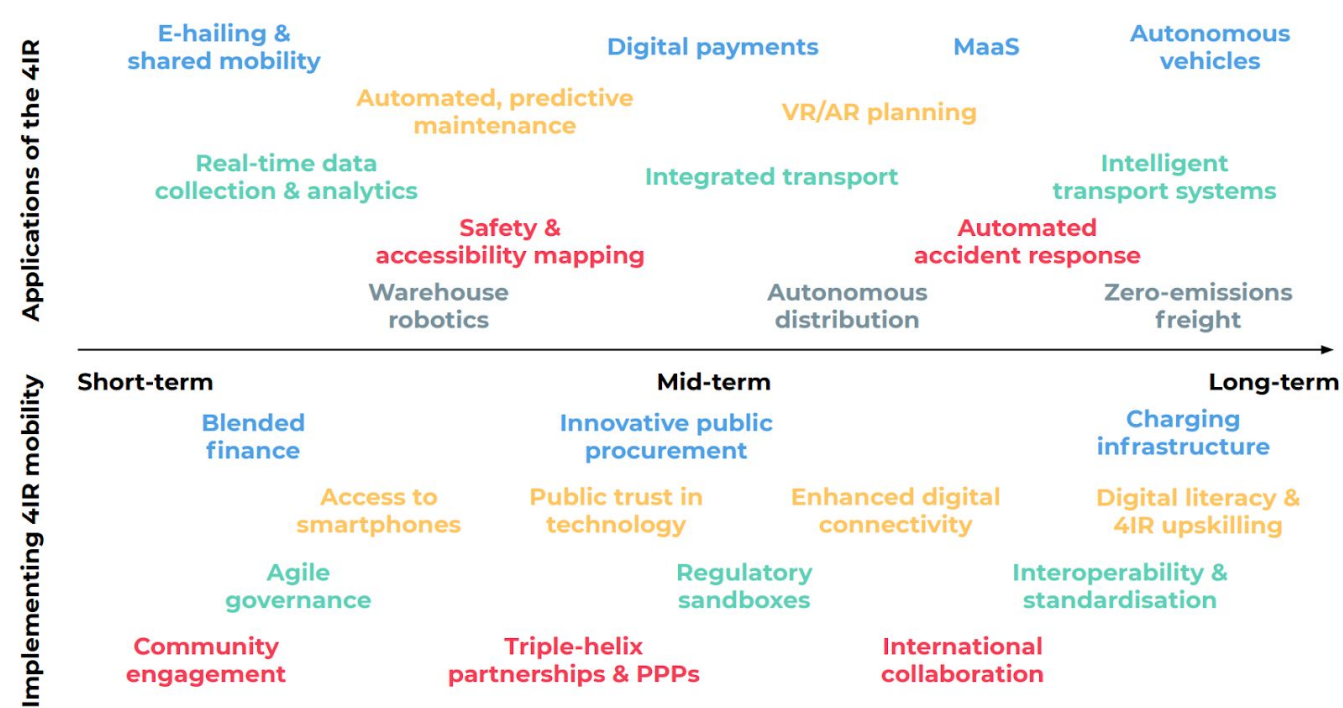 Applications of the 4IR
E-hailing &
shared mobility
Digital payments
MaaS
Autonomous
vehicles
Automated, predictive
maintenance
VR/AR planning
Real-time data
collection & analytics
Integrated transport
Intelligent
transport systems
Safety &
accessibility mapping
Automated
accident response
Warehouse
robotics
Autonomous
distribution
Zero-emissions
freight
Short-term
Mid-term
Long-term
Implementing 4IR mobility
Blended
finance
Innovative public
procurement
Charging
infrastructure
Access to
smartphones
Public trust in
technology
Enhanced digital
connectivity
Digital literacy &
4IR upskilling
Agile
governance
Regulatory
sandboxes
Interoperability &
standardisation
Community
engagement
Triple-helix
partnerships & PPPs
International
collaboration